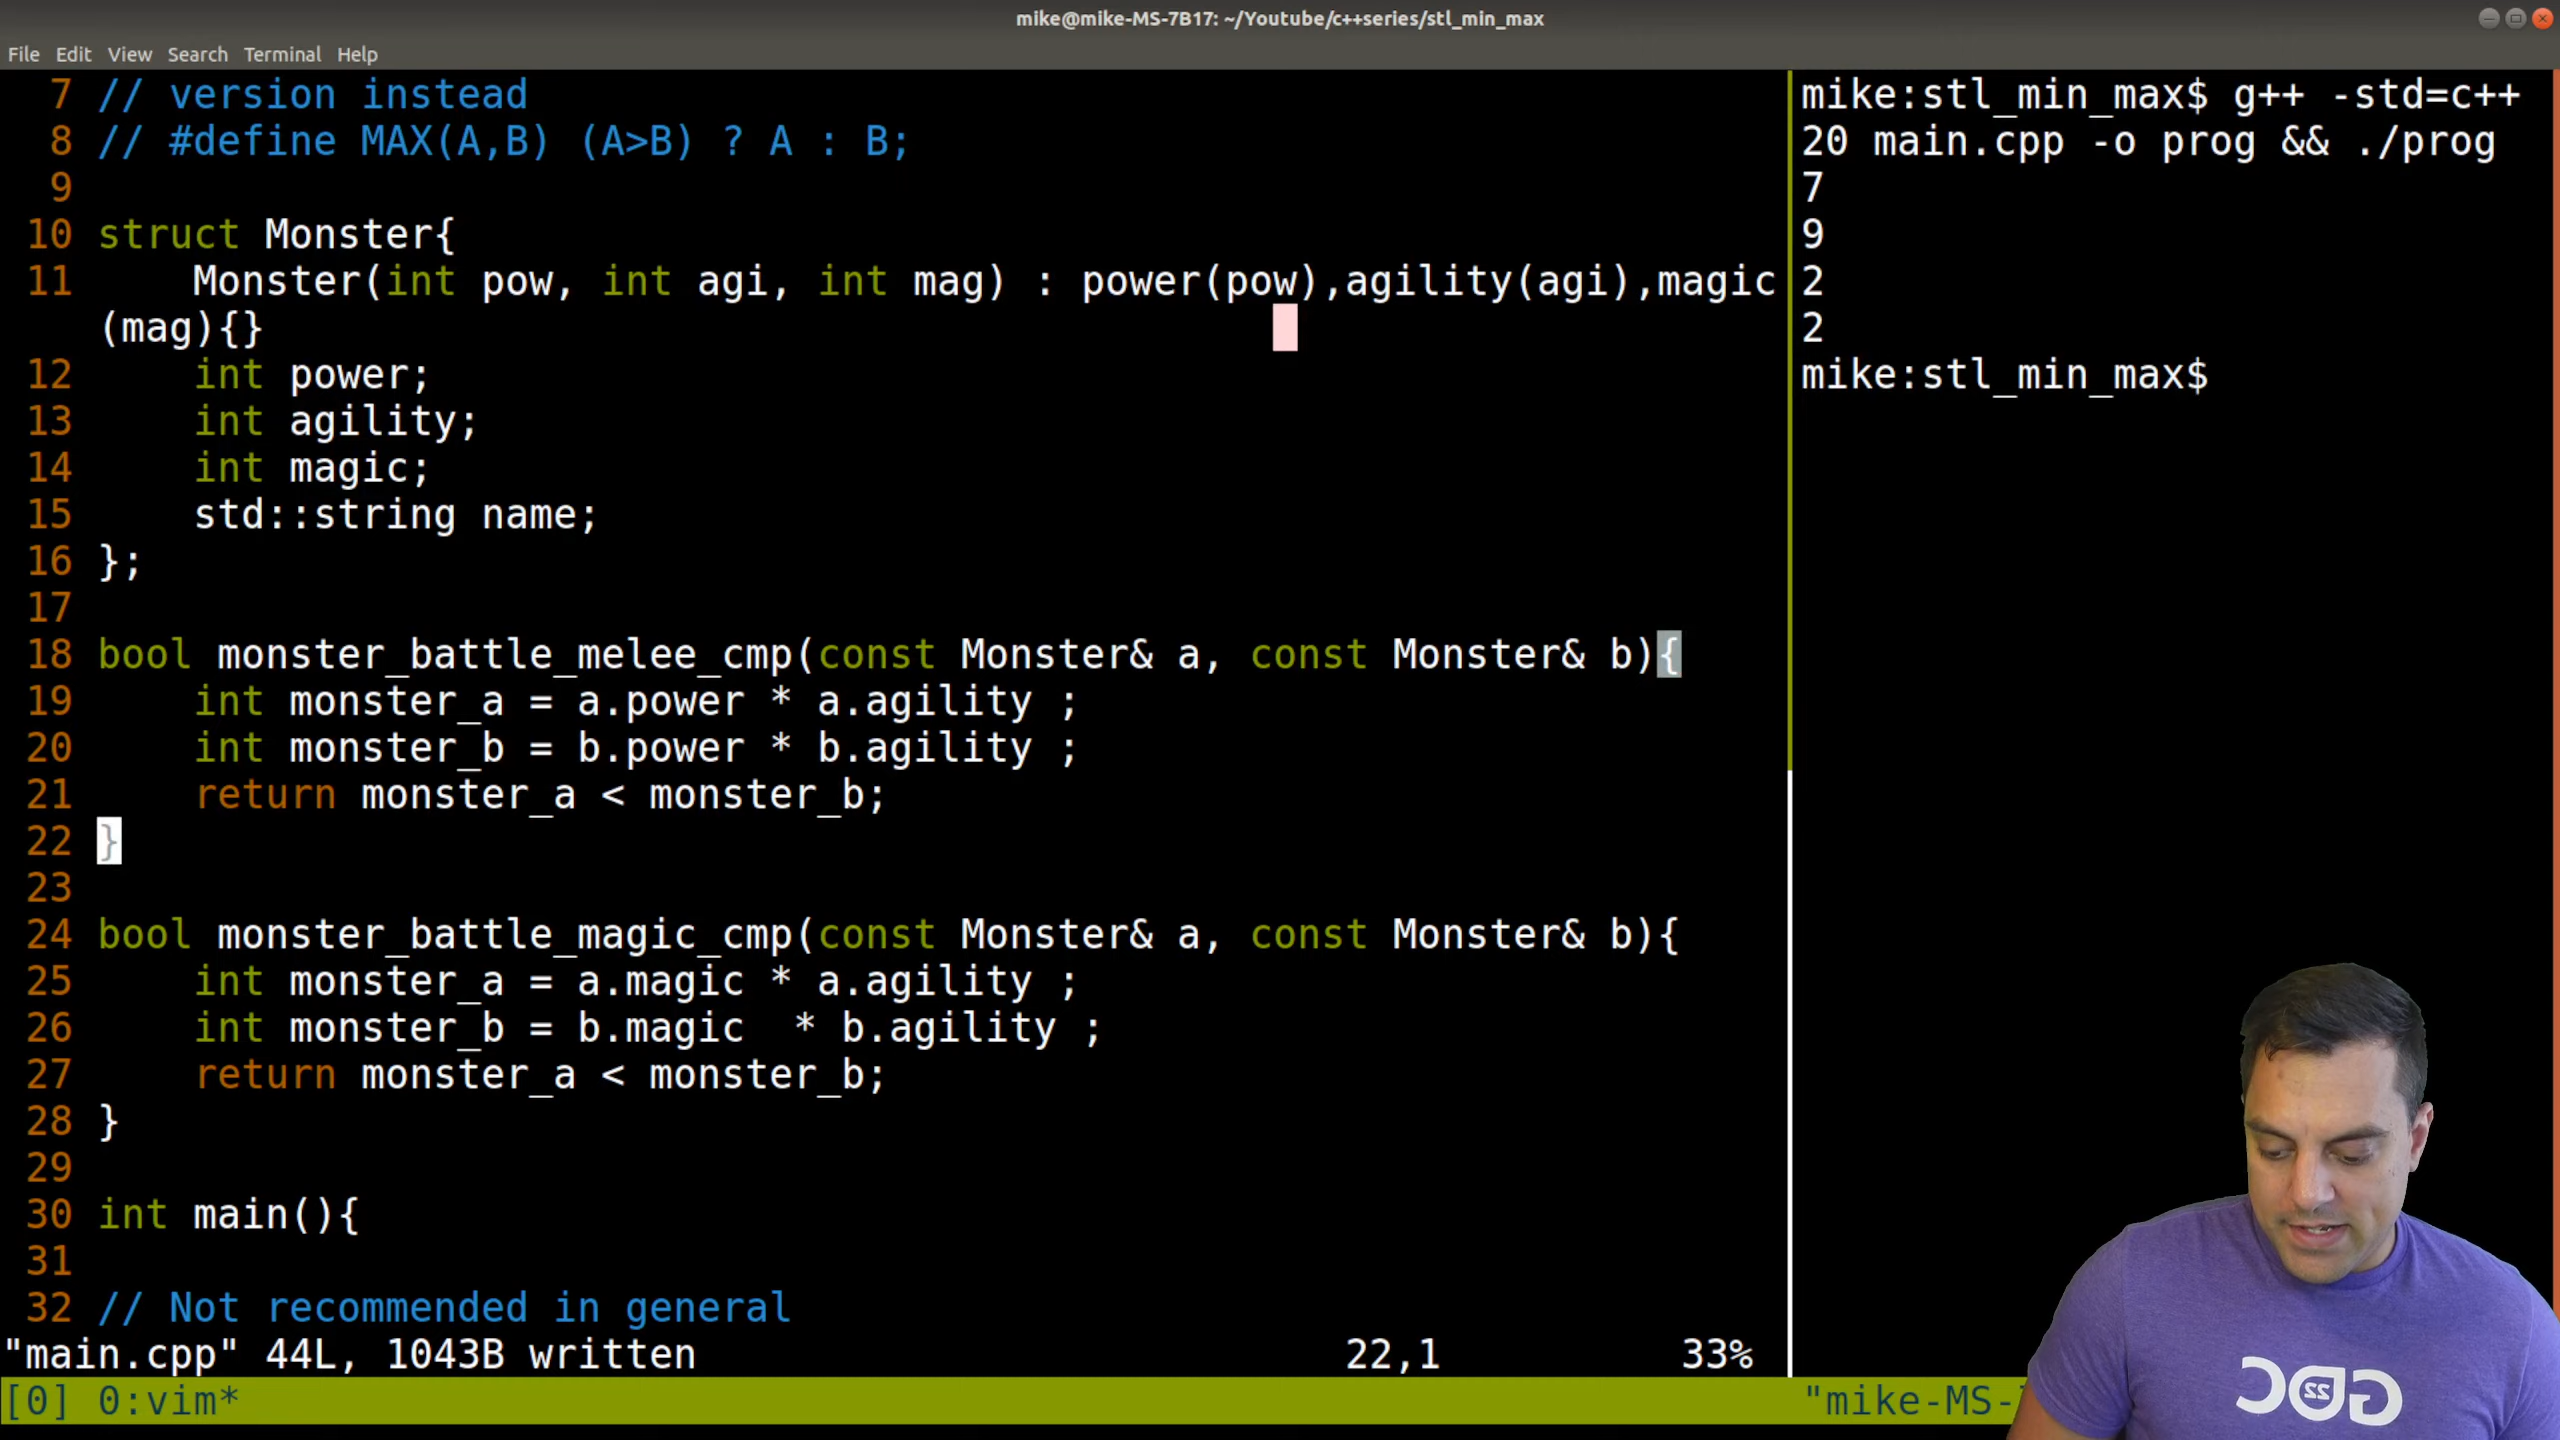 mike@mike-MS-7B17: ~/Youtube/c++series/stl_min_max
File Edit View Search Terminal Help
7 // version instead
8 // #define MAX(A,B) (A>B) ? A : B;
9
10 struct Monster{
11     Monster(int pow, int agi, int mag) : power(pow),agility(agi),magic
(mag){}
12     int power;
13     int agility;
14     int magic;
15     std::string name;
16 };
17
18 bool monster_battle_melee_cmp(const Monster& a, const Monster& b){
19     int monster_a = a.power * a.agility ;
20     int monster_b = b.power * b.agility ;
21     return monster_a < monster_b;
22 }
23
24 bool monster_battle_magic_cmp(const Monster& a, const Monster& b){
25     int monster_a = a.magic * a.agility ;
26     int monster_b = b.magic  * b.agility ;
27     return monster_a < monster_b;
28 }
29
30 int main(){
31
32 // Not recommended in general
"main.cpp" 44L, 1043B written 22,1 33%
mike:stl_min_max$ g++ -std=c++
20 main.cpp -o prog && ./prog
7
9
2
2
mike:stl_min_max$
[0] 0:vim*
"mike-MS-
GDC
22